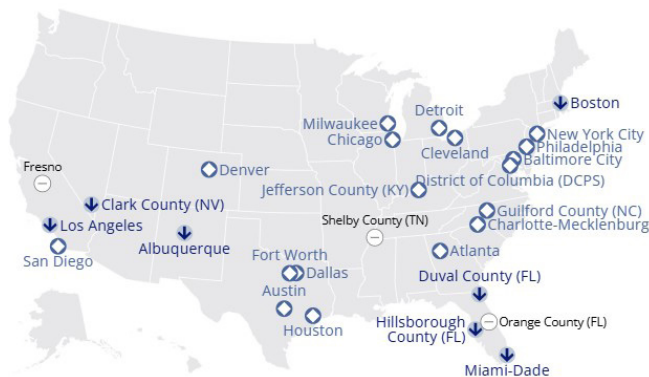 Boston
Detroit
Milwaukee
New York City
Chicago
Philadelphia
Cleveland
Baltimore City
Fresno
Denver
District of Columbia (DCPS)
Jefferson County (KY)
Clark County (NV)
Guilford County (NC)
Shelby County (TN)
Los Angeles
Charlotte-Mecklenburg
Albuquerque
Atlanta
San Diego
Fort Worth
Dallas
Duval County (FL)
Austin
Houston
Hillsborough
County (FL)
Orange County (FL)
Miami-Dade